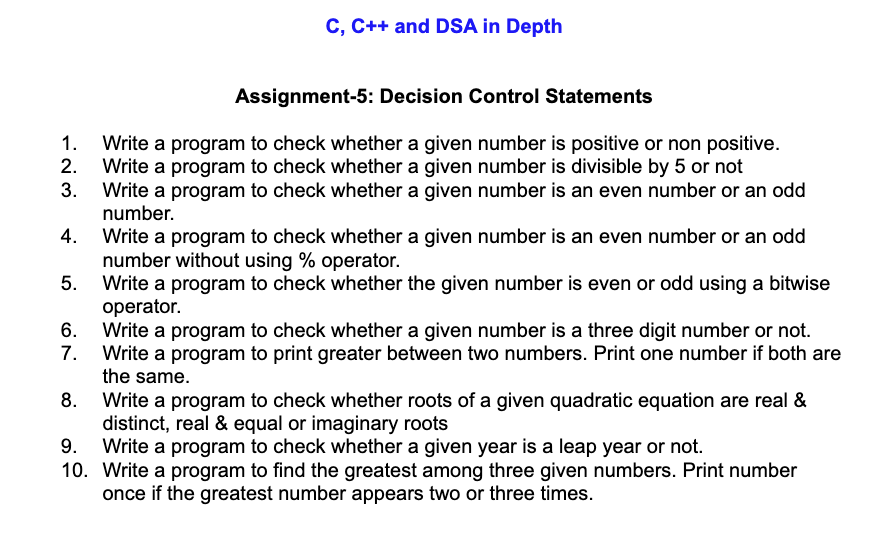 C, C++ and DSA in Depth
Assignment-5: Decision Control Statements
1. Write a program to check whether a given number is positive or non positive.
2. Write a program to check whether a given number is divisible by 5 or not
3. Write a program to check whether a given number is an even number or an odd
number.
4. Write a program to check whether a given number is an even number or an odd
number without using % operator.
5. Write a program to check whether the given number is even or odd using a bitwise
operator.
6. Write a program to check whether a given number is a three digit number or not.
7. Write a program to print greater between two numbers. Print one number if both are
the same.
8. Write a program to check whether roots of a given quadratic equation are real &
distinct, real & equal or imaginary roots
9. Write a program to check whether a given year is a leap year or not.
10. Write a program to find the greatest among three given numbers. Print number
once if the greatest number appears two or three times.